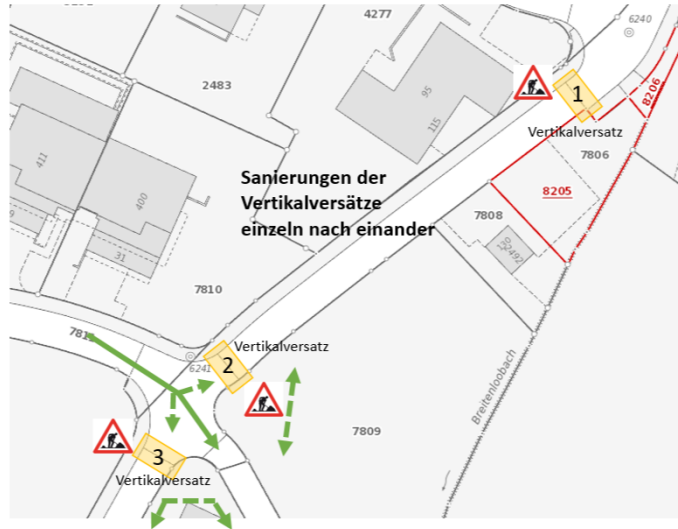 4277
6240
2483
95
115
1
8206
Vertikalversatz
7806
411
400
Sanierungen der
Vertikalversätze
einzeln nach einander
8205
7808
31
7810
Vertikalversatz
6241
2
Breitenloobach
7809
3
Vertikalversatz